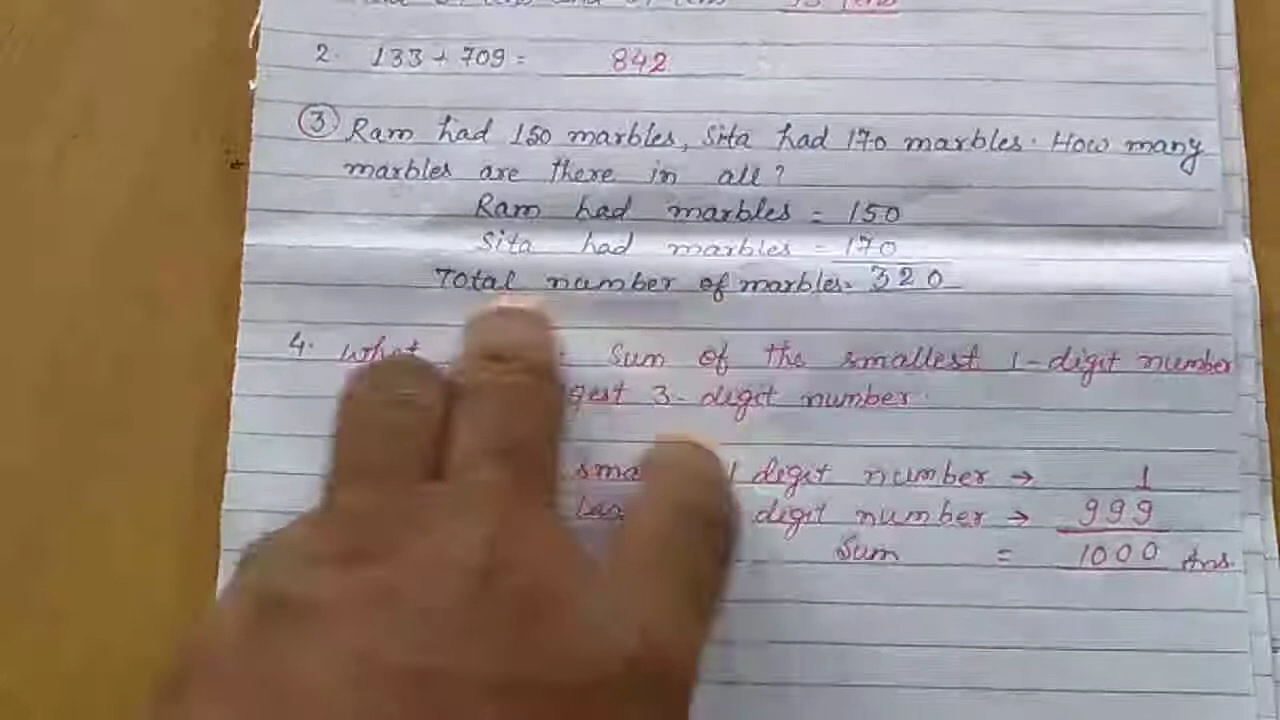 2. 133 + 709 = 842
③ Ram had 150 marbles, Sita had 170 marbles. How many
marbles are there in all?
Ram had marbles = 150
Sita had marbles = 170
Total number of marbles = 320
4. What Sum of the smallest 1-digit number
3-digit number.
digit number → 1
digit number → 999
Sum = 1000 Ans.